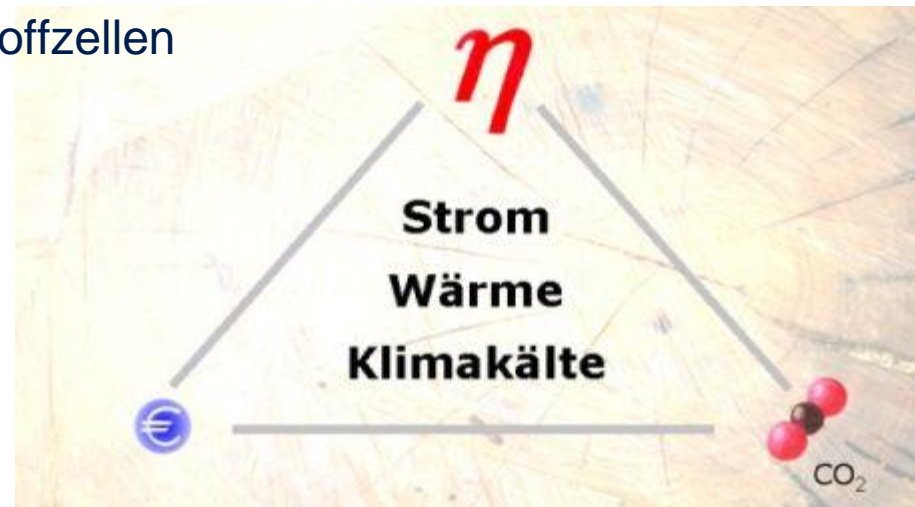 offzellen
η
Strom
Wärme
Klimakälte
€
CO₂